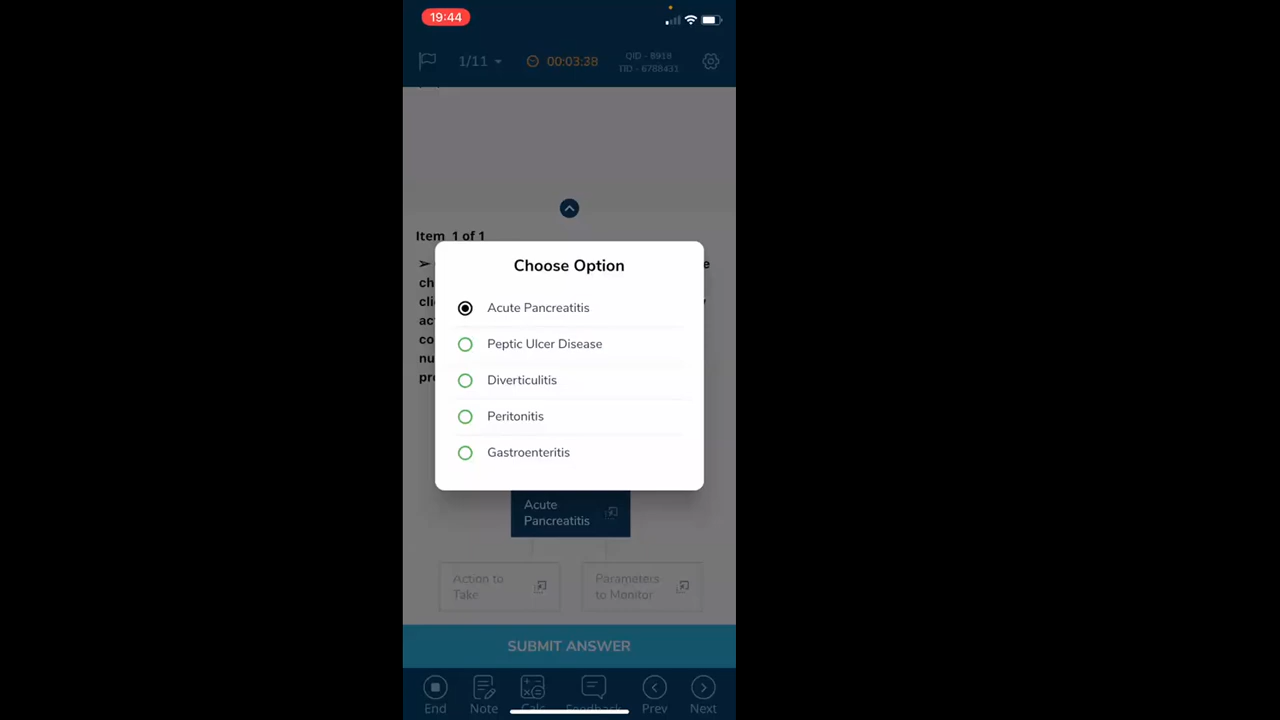 19:44
1/11
00:03:38
QID - 8918
TID - 6788431
Item 1 of 1
Choose Option
Acute Pancreatitis
Peptic Ulcer Disease
Diverticulitis
Peritonitis
Gastroenteritis
Acute
Pancreatitis
Action to
Take
Parameters
to Monitor
SUBMIT ANSWER
End
Note
Calc
Feedback
Prev
Next